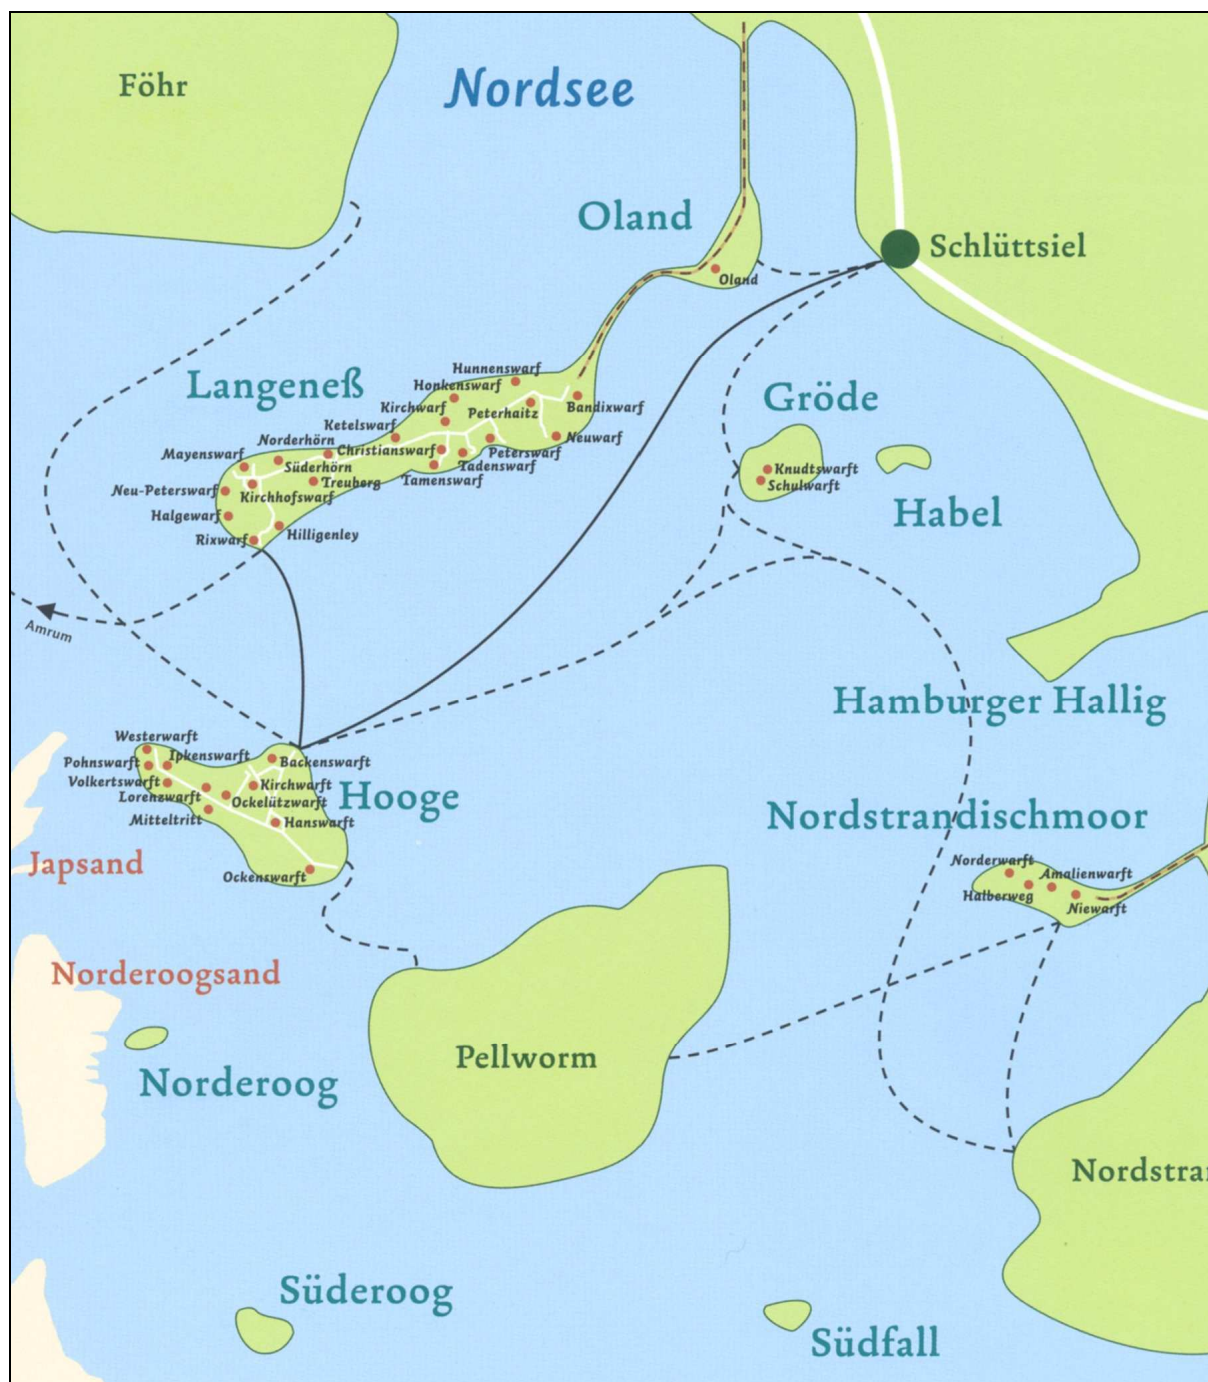 Föhr
Nordsee
Oland
Schlüttsiel
Oland
Hunnenswarf
Langeneß
Honkenswarf
Gröde
Kirchwarf
Peterhaitz
Bandixwarf
Ketelswarf
Neuwarf
Norderhörn
Christianswarf
Peterswarf
Mayenswarf
Süderhörn
Tadenswarf
Knudtswarft
Treuberg
Tamenswarf
Schulwarft
Neu-Peterswarf
Kirchhofswarf
Habel
Halgewarf
Hilligenley
Rixwarf
Amrum
Hamburger Hallig
Westerwarft
Ipkenswarft
Pohnswarft
Backenswarft
Volkertswarft
Kirchwarft
Lorenzwarft
Ockelützwarft
Hooge
Mitteltritt
Hanswarft
Nordstrandischmoor
Japsand
Norderwarft
Amalienwarft
Ockenswarft
Halberweg
Niewarft
Norderoogsand
Pellworm
Norderoog
Nordstra
Süderoog
Südfall